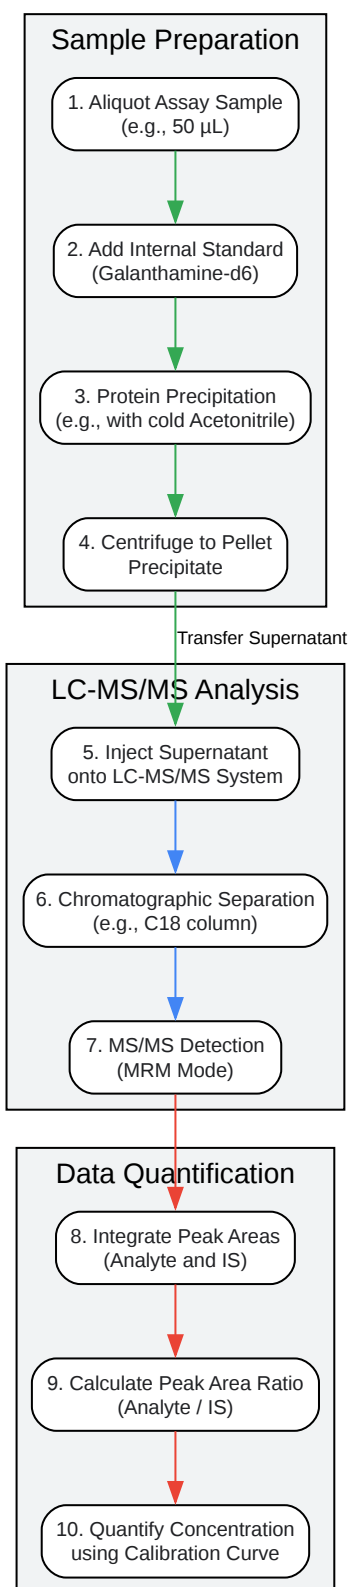 Sample Preparation
1. Aliquot Assay Sample
(e.g., 50 µL)
2. Add Internal Standard
(Galanthamine-d6)
3. Protein Precipitation
(e.g., with cold Acetonitrile)
4. Centrifuge to Pellet
Precipitate
Transfer Supernatant
LC-MS/MS Analysis
5. Inject Supernatant
onto LC-MS/MS System
6. Chromatographic Separation
(e.g., C18 column)
7. MS/MS Detection
(MRM Mode)
Data Quantification
8. Integrate Peak Areas
(Analyte and IS)
9. Calculate Peak Area Ratio
(Analyte / IS)
10. Quantify Concentration
using Calibration Curve